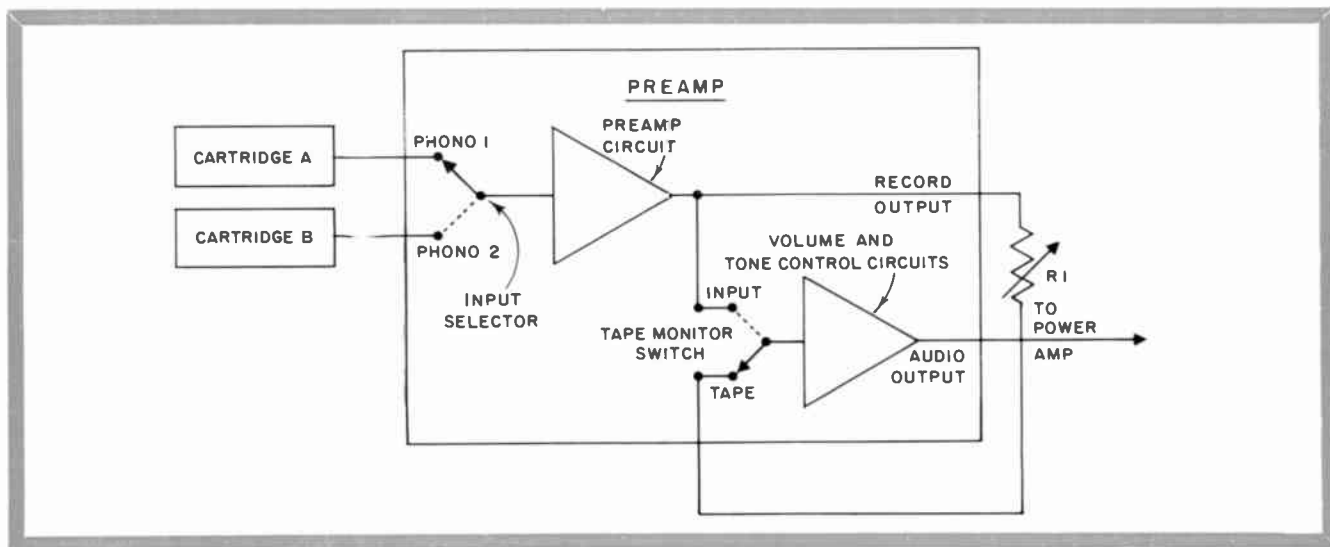 PREAMP
PREAMP
CIRCUIT
PHONO 1
CARTRIDGE A
CARTRIDGE B
PHONO 2
INPUT
SELECTOR
RECORD
OUTPUT
VOLUME AND
TONE CONTROL CIRCUITS
INPUT
TAPE MONITOR
SWITCH
TAPE
AUDIO
OUTPUT
R1
TO
POWER
AMP